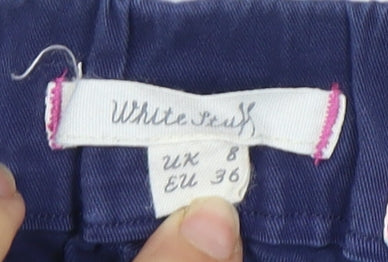 White Stuff
UK 8
EU 36